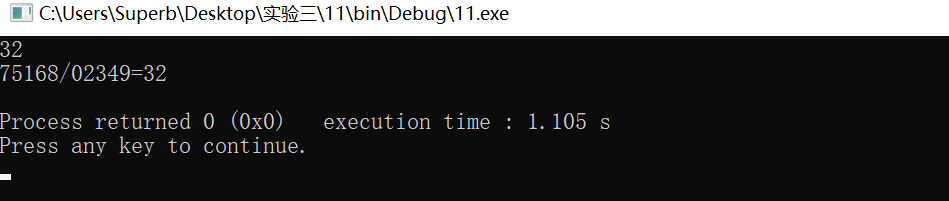 C:\Users\Superb\Desktop\实验三\11\bin\Debug\11.exe
32
75168/02349=32
Process returned 0 (0x0)   execution time : 1.105 s
Press any key to continue.